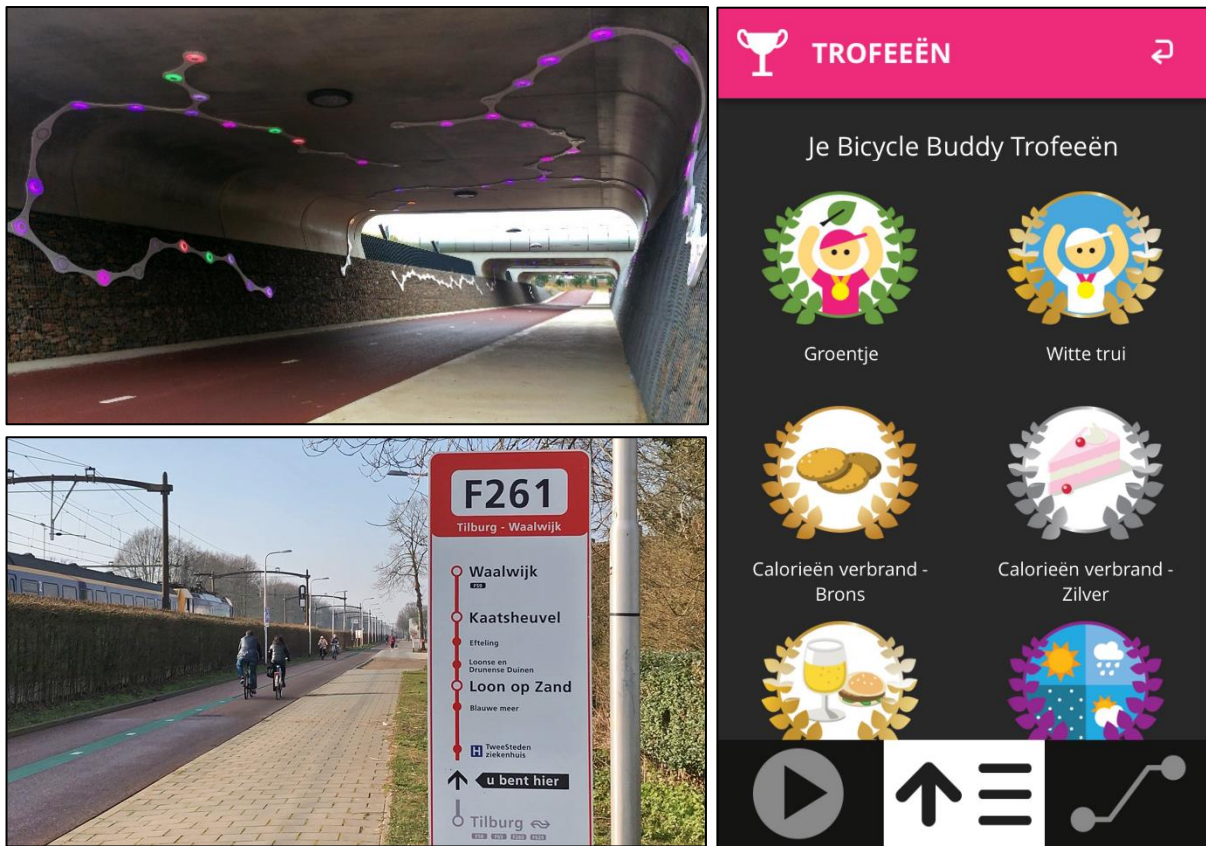 TROFEEËN
Je Bicycle Buddy Trofeeën
Groentje
Witte trui
Calorieën verbrand -
Brons
Calorieën verbrand -
Zilver
F261
Tilburg - Waalwijk
Waalwijk
Kaatsheuvel
Efteling
Loonse en
Drunense Duinen
Loon op Zand
Blauwe meer
H TweeSteden
ziekenhuis
u bent hier
Tilburg